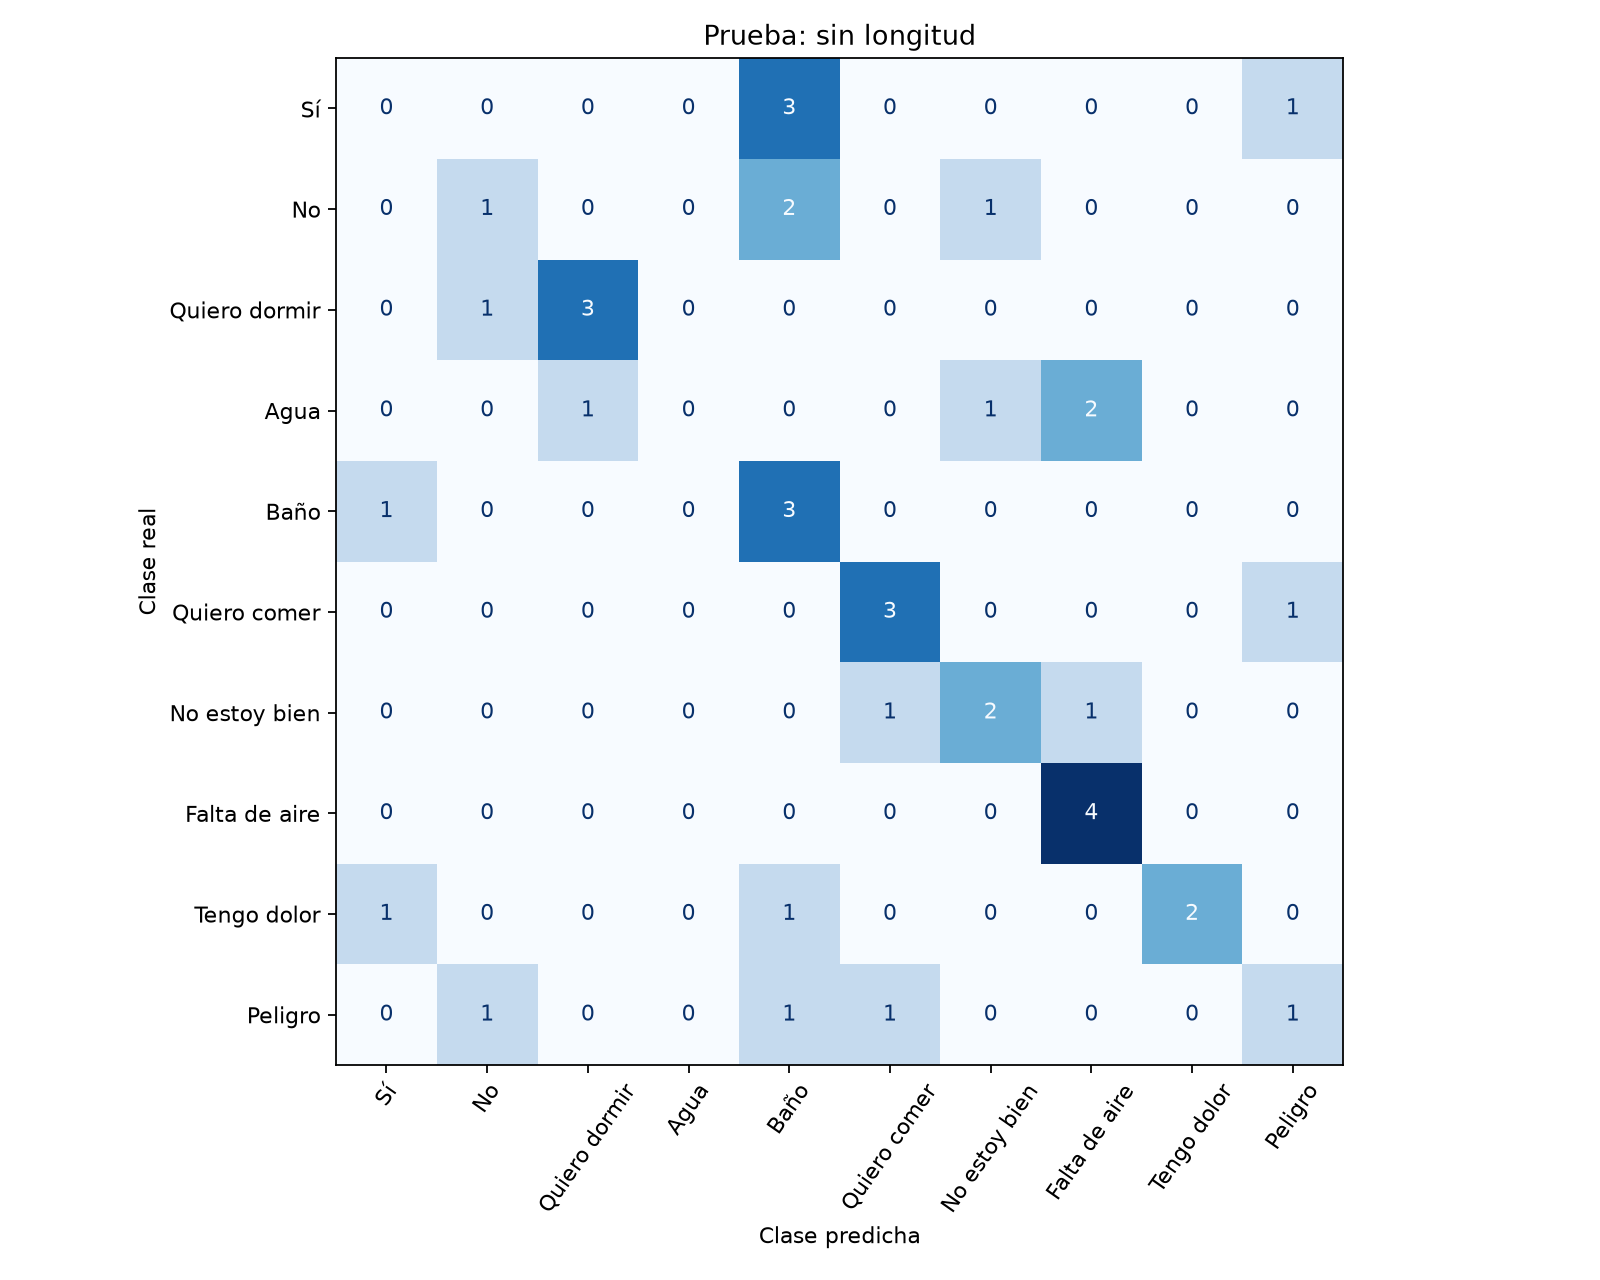 Prueba: sin longitud
Sí 0 0 0 0 3 0 0 0 0 1
No 0 1 0 0 2 0 1 0 0 0
Quiero dormir 0 1 3 0 0 0 0 0 0 0
Agua 0 0 1 0 0 0 1 2 0 0
Baño 1 0 0 0 3 0 0 0 0 0
Quiero comer 0 0 0 0 0 3 0 0 0 1
No estoy bien 0 0 0 0 0 1 2 1 0 0
Falta de aire 0 0 0 0 0 0 0 4 0 0
Tengo dolor 1 0 0 0 1 0 0 0 2 0
Peligro 0 1 0 0 1 1 0 0 0 1
Clase real
Sí No Quiero dormir Agua Baño Quiero comer No estoy bien Falta de aire Tengo dolor Peligro
Clase predicha